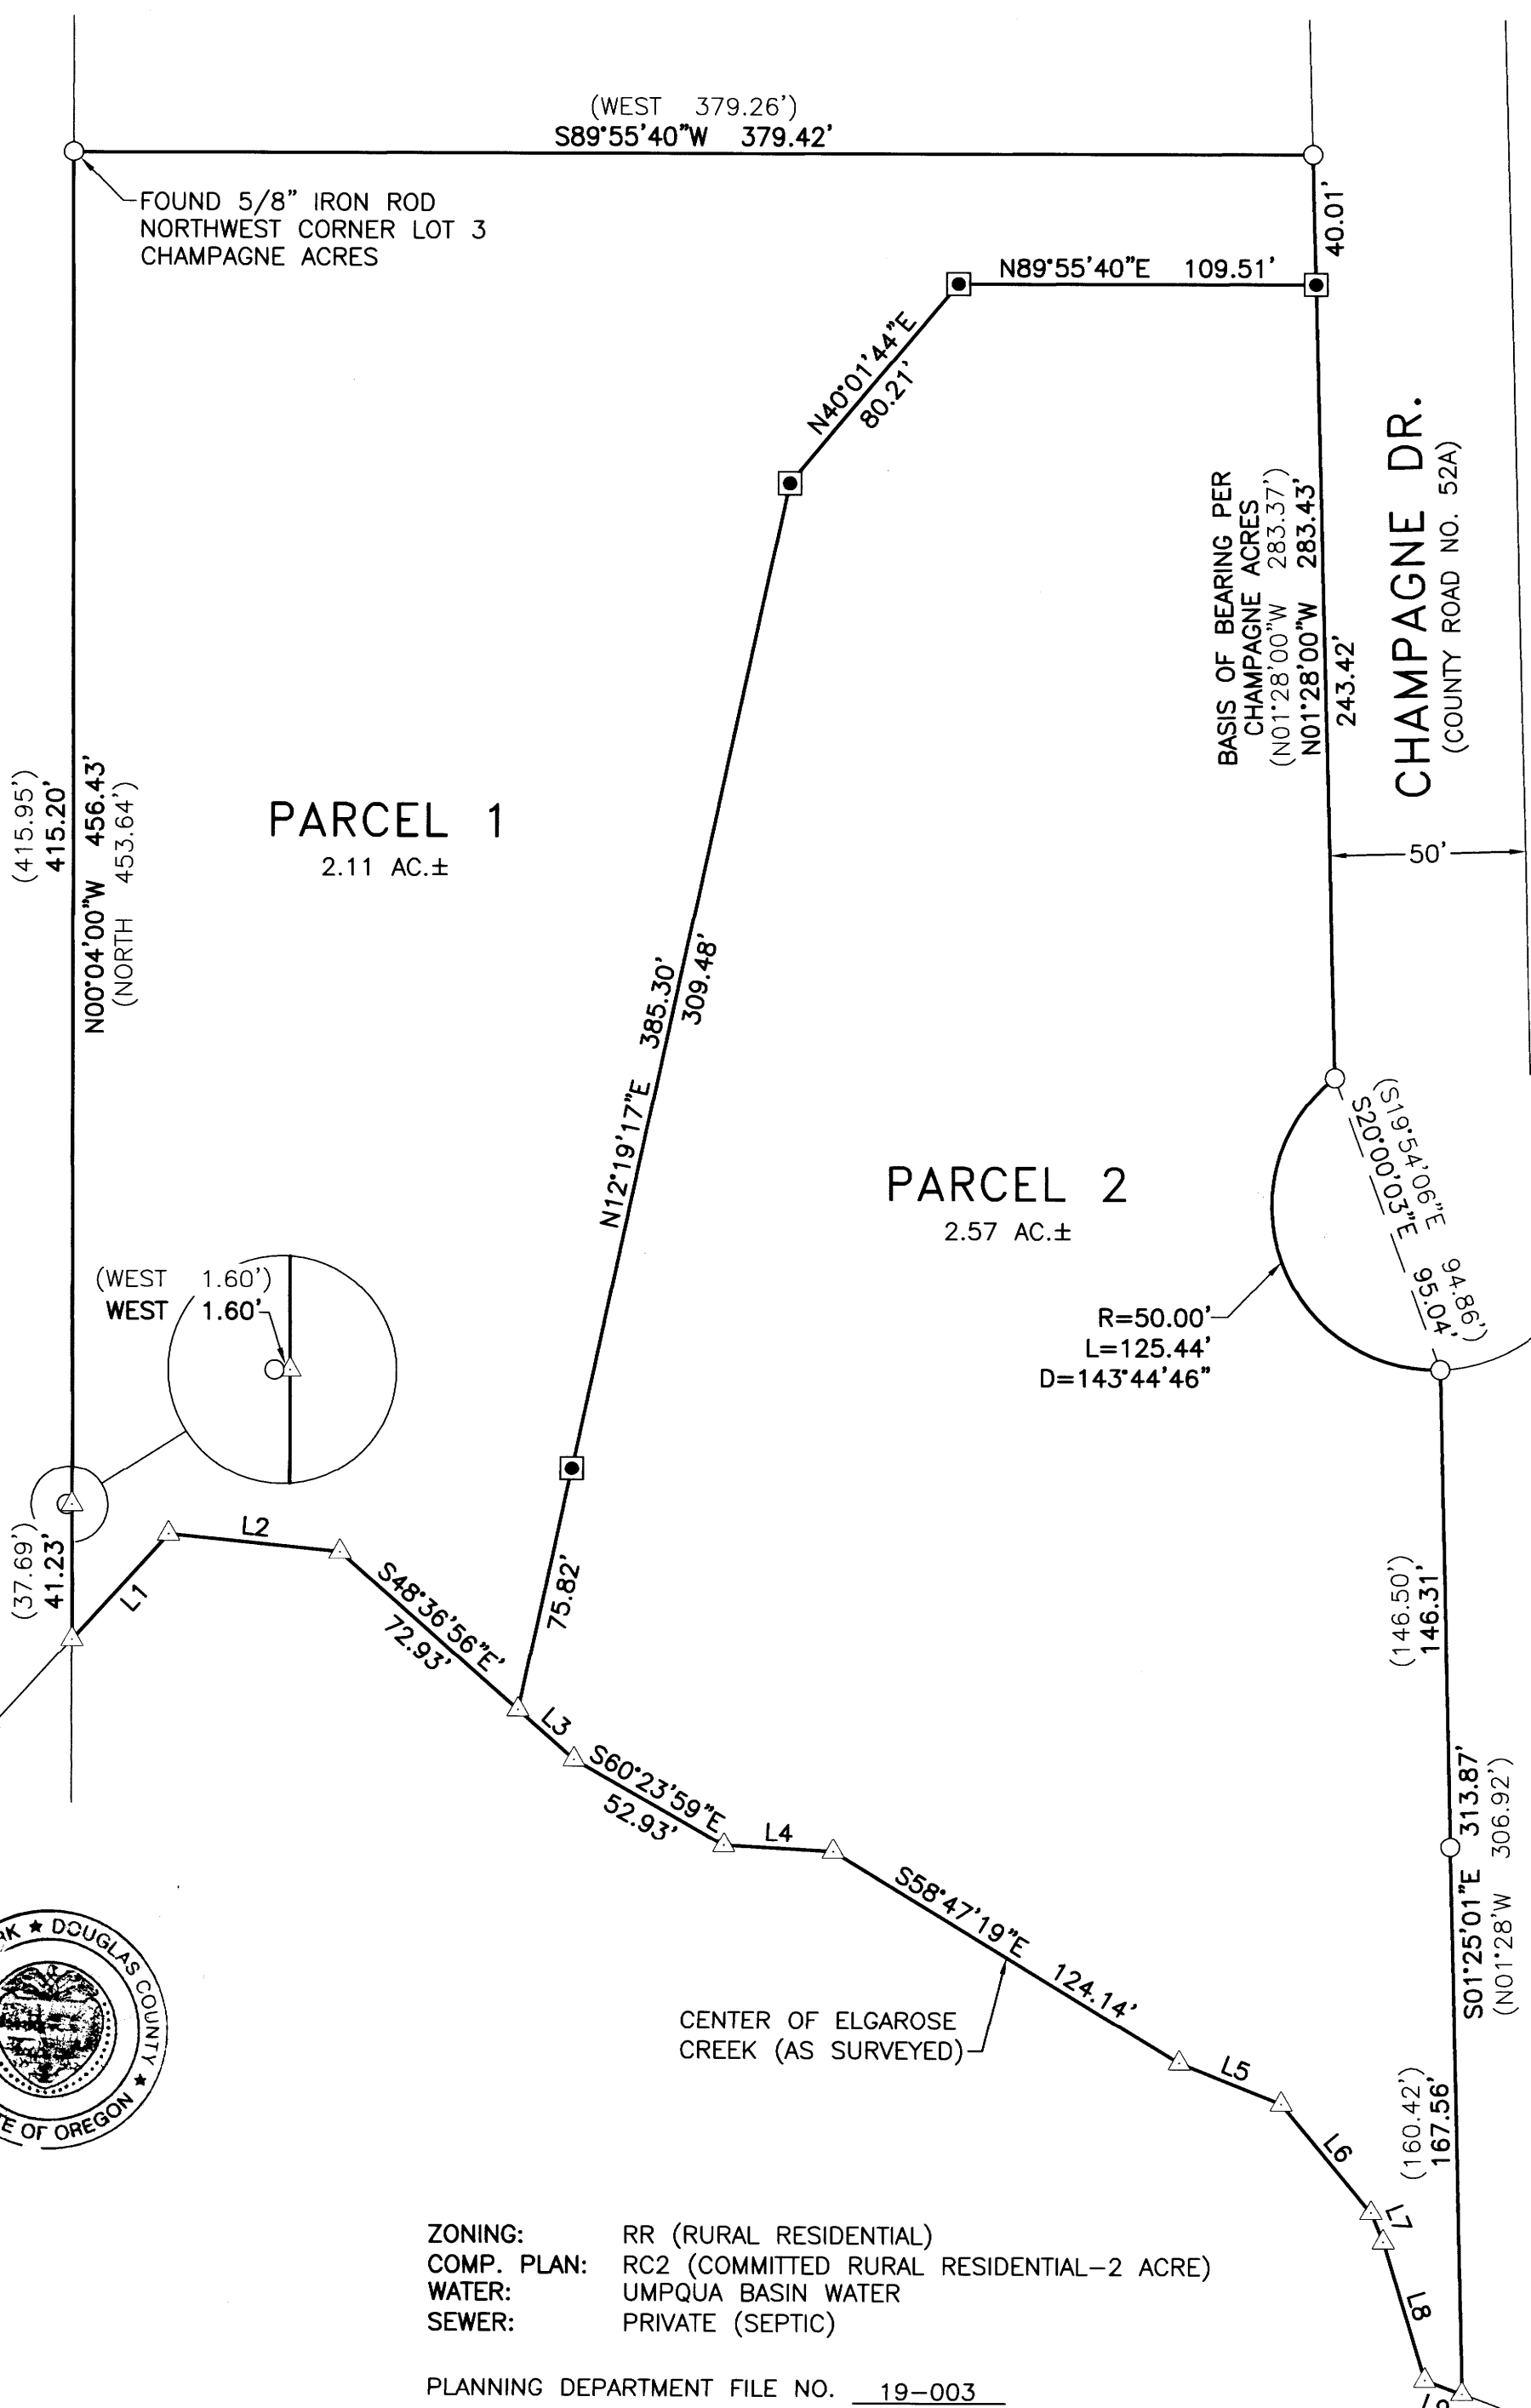 (WEST 379.26')
S89°55'40"W 379.42'
FOUND 5/8" IRON ROD
NORTHWEST CORNER LOT 3
CHAMPAGNE ACRES
40.01'
N89°55'40"E 109.51'
N40°01'44"E
80.21'
BASIS OF BEARING PER
CHAMPAGNE ACRES
(N01°28'00"W 283.37')
N01°28'00"W 283.43'
243.42'
CHAMPAGNE DR.
(COUNTY ROAD NO. 52A)
50'
(415.95')
415.20'
N00°04'00"W 456.43'
(NORTH 453.64')
PARCEL 1
2.11 AC.±
N12°19'17"E 385.30'
309.48'
(S19°54'06"E 94.86')
S20°00'03"E 95.04'
PARCEL 2
2.57 AC.±
(WEST 1.60')
WEST 1.60'
R=50.00'
L=125.44'
D=143°44'46"
(37.69')
41.23'
L1
L2
S48°36'56"E'
72.93'
75.82'
L3
S60°23'59"E
52.93'
L4
(146.50')
146.31'
S01°25'01"E 313.87'
(N01°28'W 306.92')
S58°47'19"E 124.14'
CENTER OF ELGAROSE
CREEK (AS SURVEYED)
L5
L6
(160.42')
167.56'
L7
L8
L9
RK ★ DOUGLAS COUNTY ★
TE OF OREGON
ZONING: RR (RURAL RESIDENTIAL)
COMP. PLAN: RC2 (COMMITTED RURAL RESIDENTIAL-2 ACRE)
WATER: UMPQUA BASIN WATER
SEWER: PRIVATE (SEPTIC)
PLANNING DEPARTMENT FILE NO. 19-003